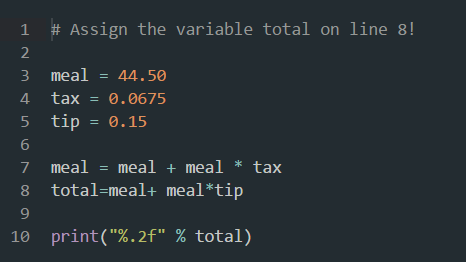 1 # Assign the variable total on line 8!
2
3 meal = 44.50
4 tax = 0.0675
5 tip = 0.15
6
7 meal = meal + meal * tax
8 total=meal+ meal*tip
9
10 print("%.2f" % total)